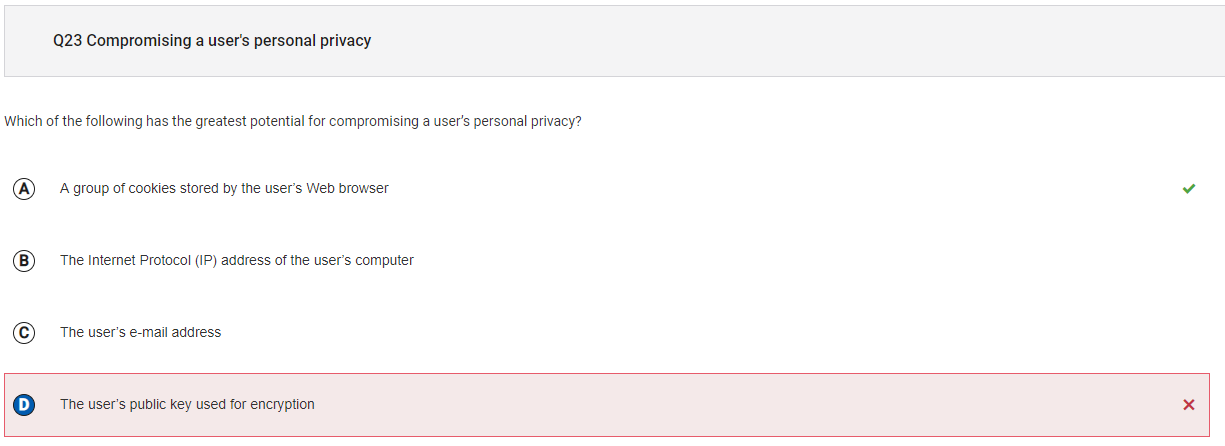 Q23 Compromising a user's personal privacy
Which of the following has the greatest potential for compromising a user's personal privacy?
A A group of cookies stored by the user's Web browser
B The Internet Protocol (IP) address of the user's computer
C The user's e-mail address
D The user's public key used for encryption